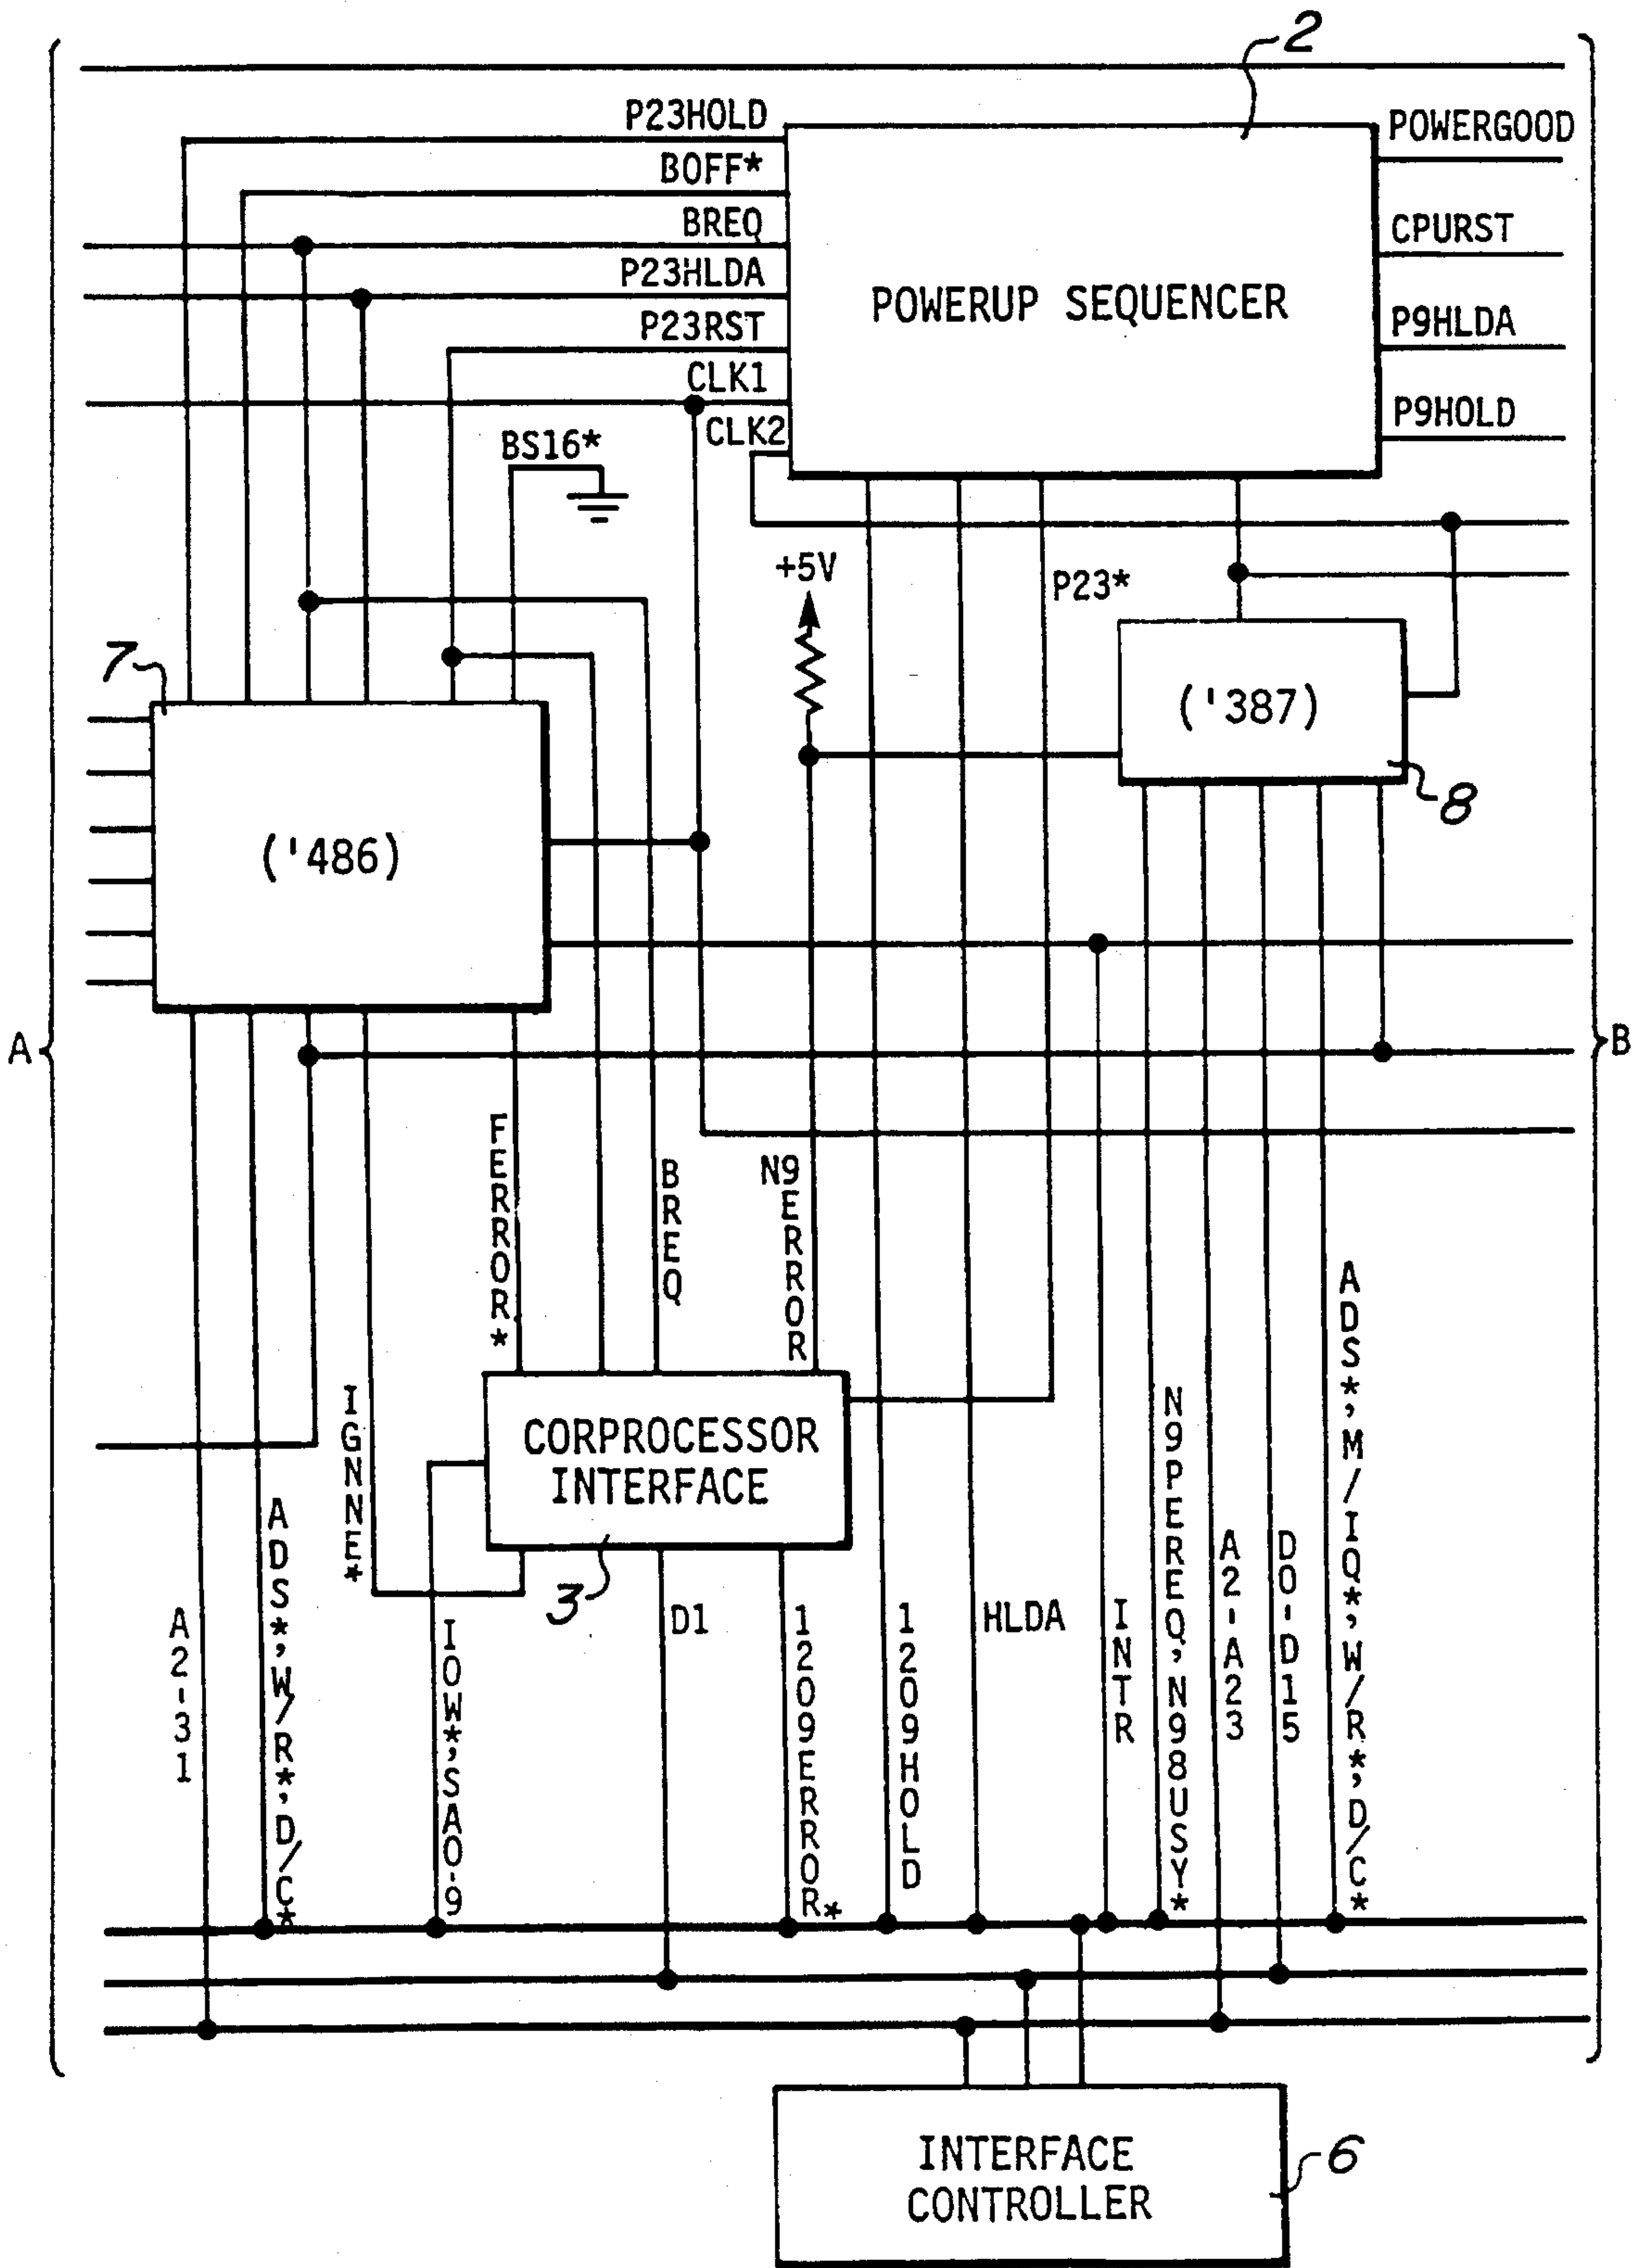 2
P23HOLD
POWERGOOD
BOFF*
BREQ
CPURST
P23HLDA
POWERUP SEQUENCER
P23RST
P9HLDA
CLK1
P9HOLD
CLK2
BS16*
+5V
P23*
7
('387)
8
('486)
A
B
FERROR*
BREQ
N9ERROR
ADS*,M/IQ*,W/R*,D/C*
IGNNE*
N9PEREQ,N98USY*
CORPROCESSOR
INTERFACE
ADS*,W/R*,D/C*
A2-A23
D0-D15
3
A2-31
IOW*,SA0-9
D1
1209ERROR*
1209HOLD
HLDA
INTR
INTERFACE
CONTROLLER
6